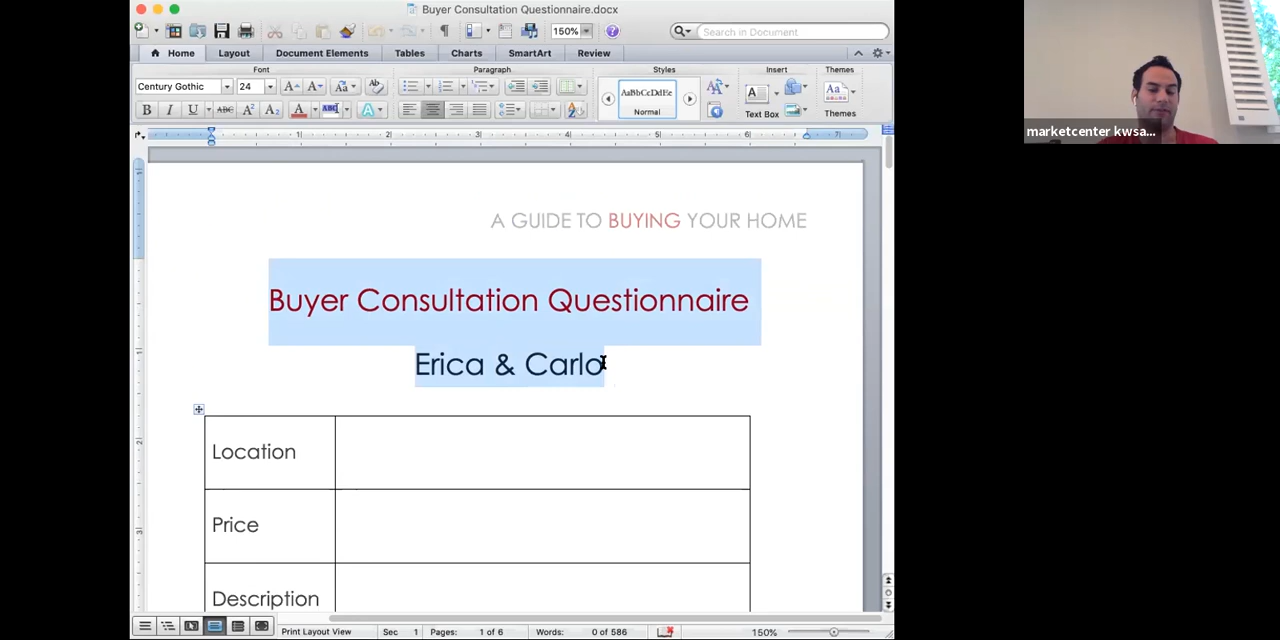 Buyer Consultation Questionnaire.docx
150%
Search in Document
Home Layout Document Elements Tables Charts SmartArt Review
Font Paragraph Styles Insert Themes
Century Gothic 24 AaBbCcDdEe Normal Text Box Themes
marketcenter kwsa...
A GUIDE TO BUYING YOUR HOME
Buyer Consultation Questionnaire
Erica & Carlo
Location
Price
Description
Print Layout View Sec 1 Pages: 1 of 6 Words: 0 of 586 150%